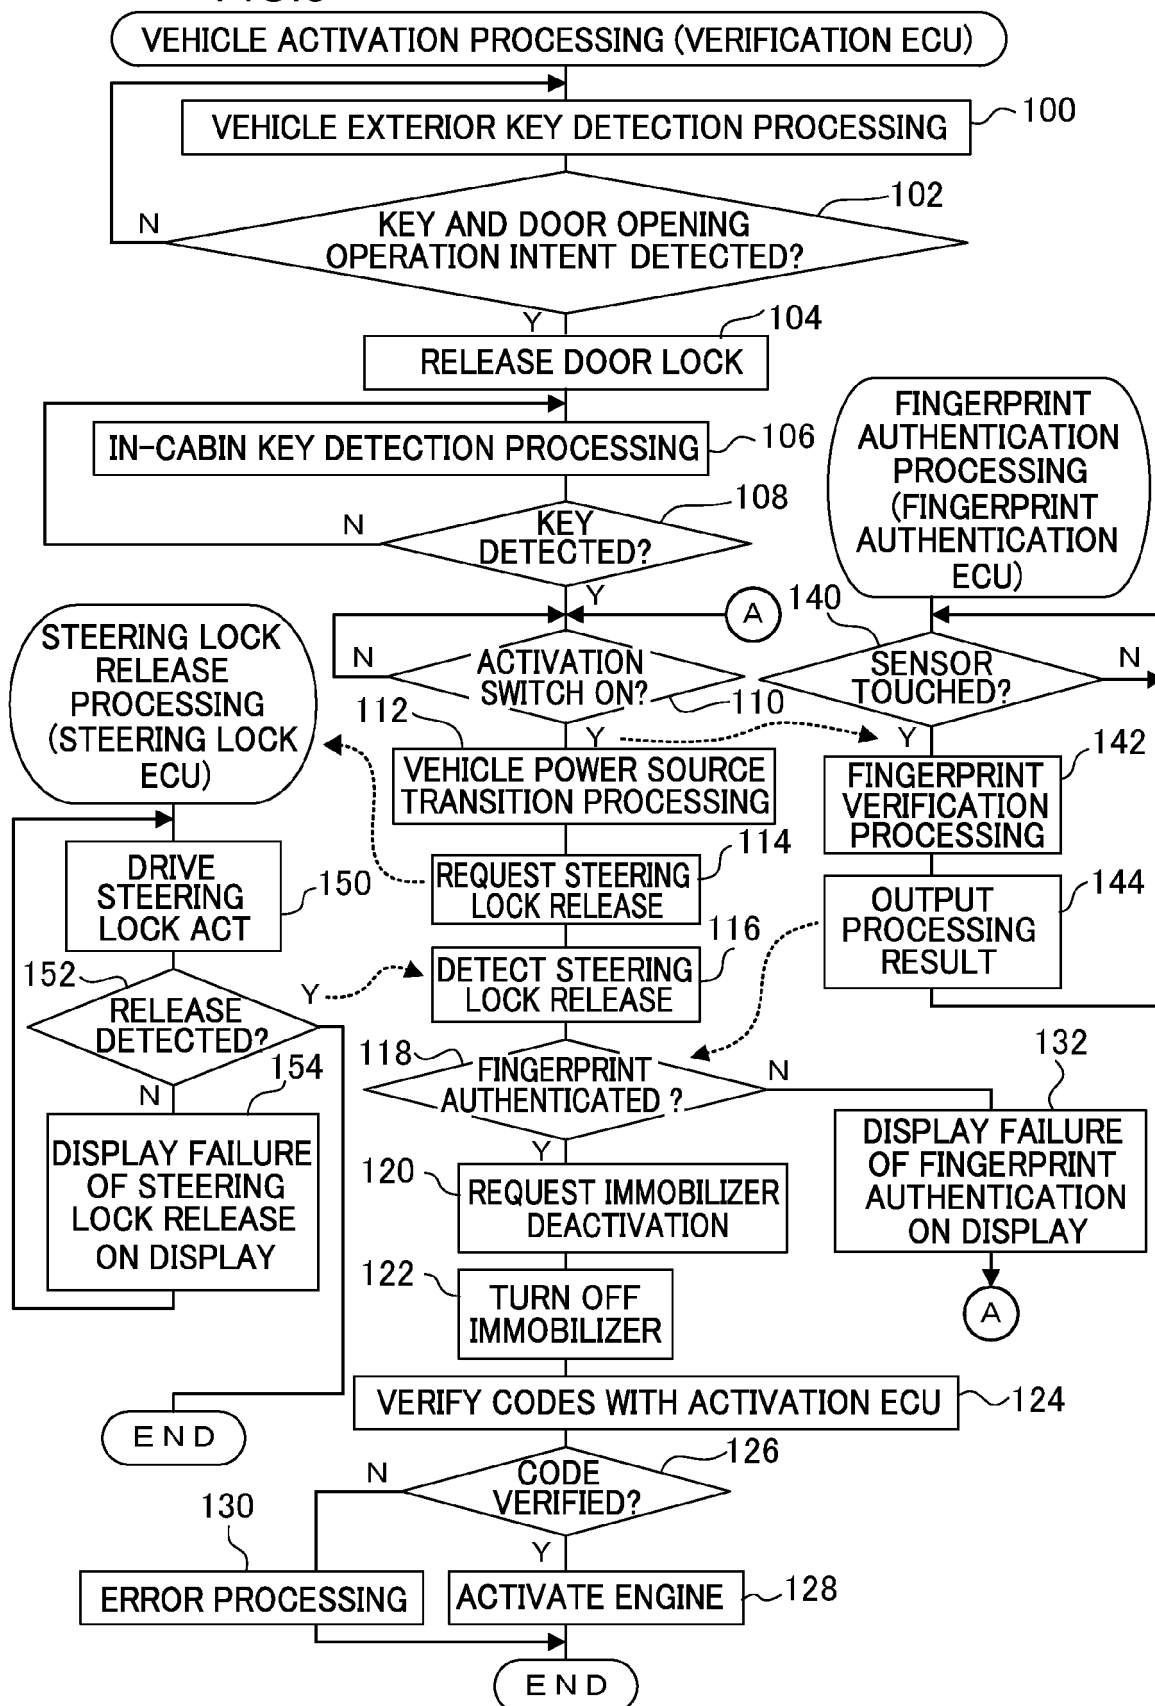 VEHICLE ACTIVATION PROCESSING (VERIFICATION ECU)
VEHICLE EXTERIOR KEY DETECTION PROCESSING
100
KEY AND DOOR OPENING
OPERATION INTENT DETECTED?
102
N
Y
RELEASE DOOR LOCK
104
IN-CABIN KEY DETECTION PROCESSING
106
KEY
DETECTED?
108
N
Y
A
ACTIVATION
SWITCH ON?
110
N
Y
112
VEHICLE POWER SOURCE
TRANSITION PROCESSING
REQUEST STEERING
LOCK RELEASE
114
DETECT STEERING
LOCK RELEASE
116
118
FINGERPRINT
AUTHENTICATED ?
N
Y
120
REQUEST IMMOBILIZER
DEACTIVATION
122
TURN OFF
IMMOBILIZER
VERIFY CODES WITH ACTIVATION ECU
124
CODE
VERIFIED?
126
N
Y
130
ERROR PROCESSING
ACTIVATE ENGINE
128
END
132
DISPLAY FAILURE
OF FINGERPRINT
AUTHENTICATION
ON DISPLAY
A
FINGERPRINT
AUTHENTICATION
PROCESSING
(FINGERPRINT
AUTHENTICATION
ECU)
140
SENSOR
TOUCHED?
N
Y
142
FINGERPRINT
VERIFICATION
PROCESSING
144
OUTPUT
PROCESSING
RESULT
STEERING LOCK
RELEASE
PROCESSING
(STEERING LOCK
ECU)
DRIVE
STEERING
LOCK ACT
150
152
RELEASE
DETECTED?
Y
N
154
DISPLAY FAILURE
OF STEERING
LOCK RELEASE
ON DISPLAY
END